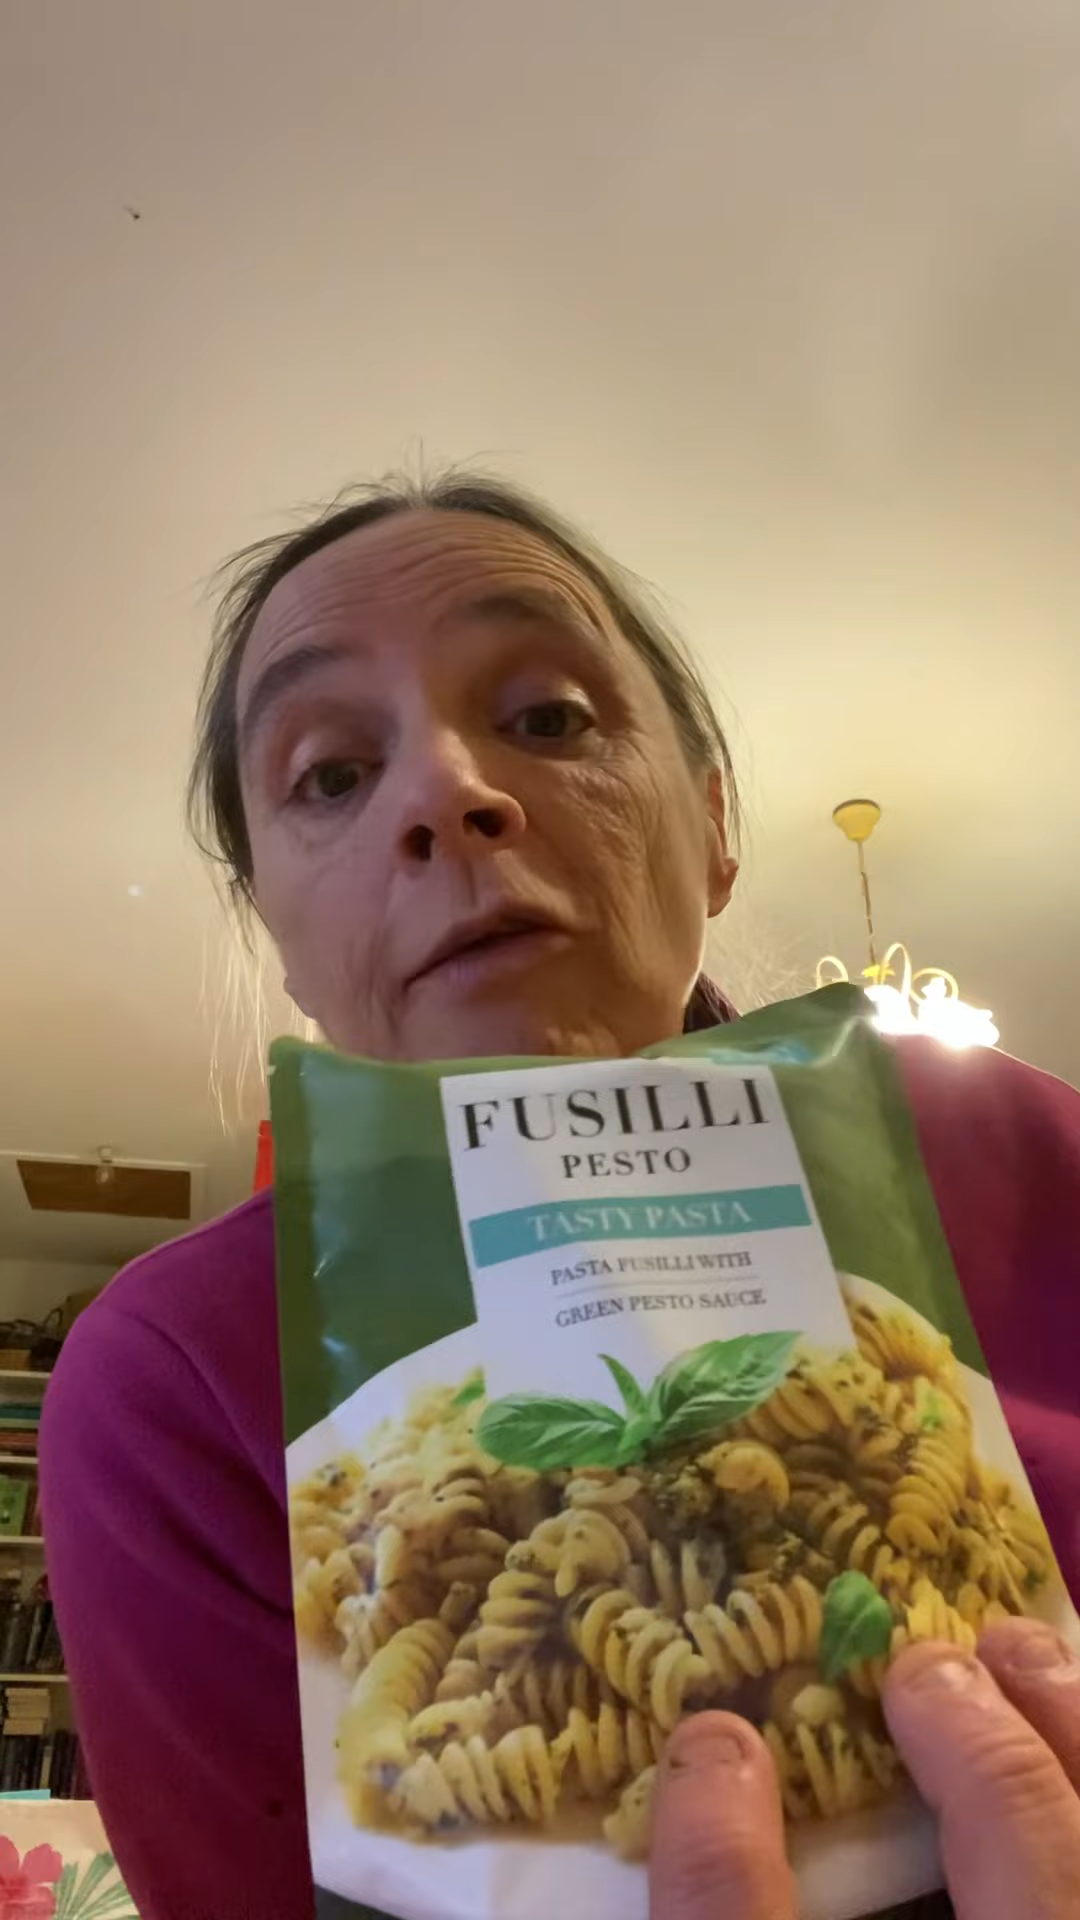 FUSILLI
PESTO
TASTY PASTA
PASTA FUSILLI WITH
GREEN PESTO SAUCE